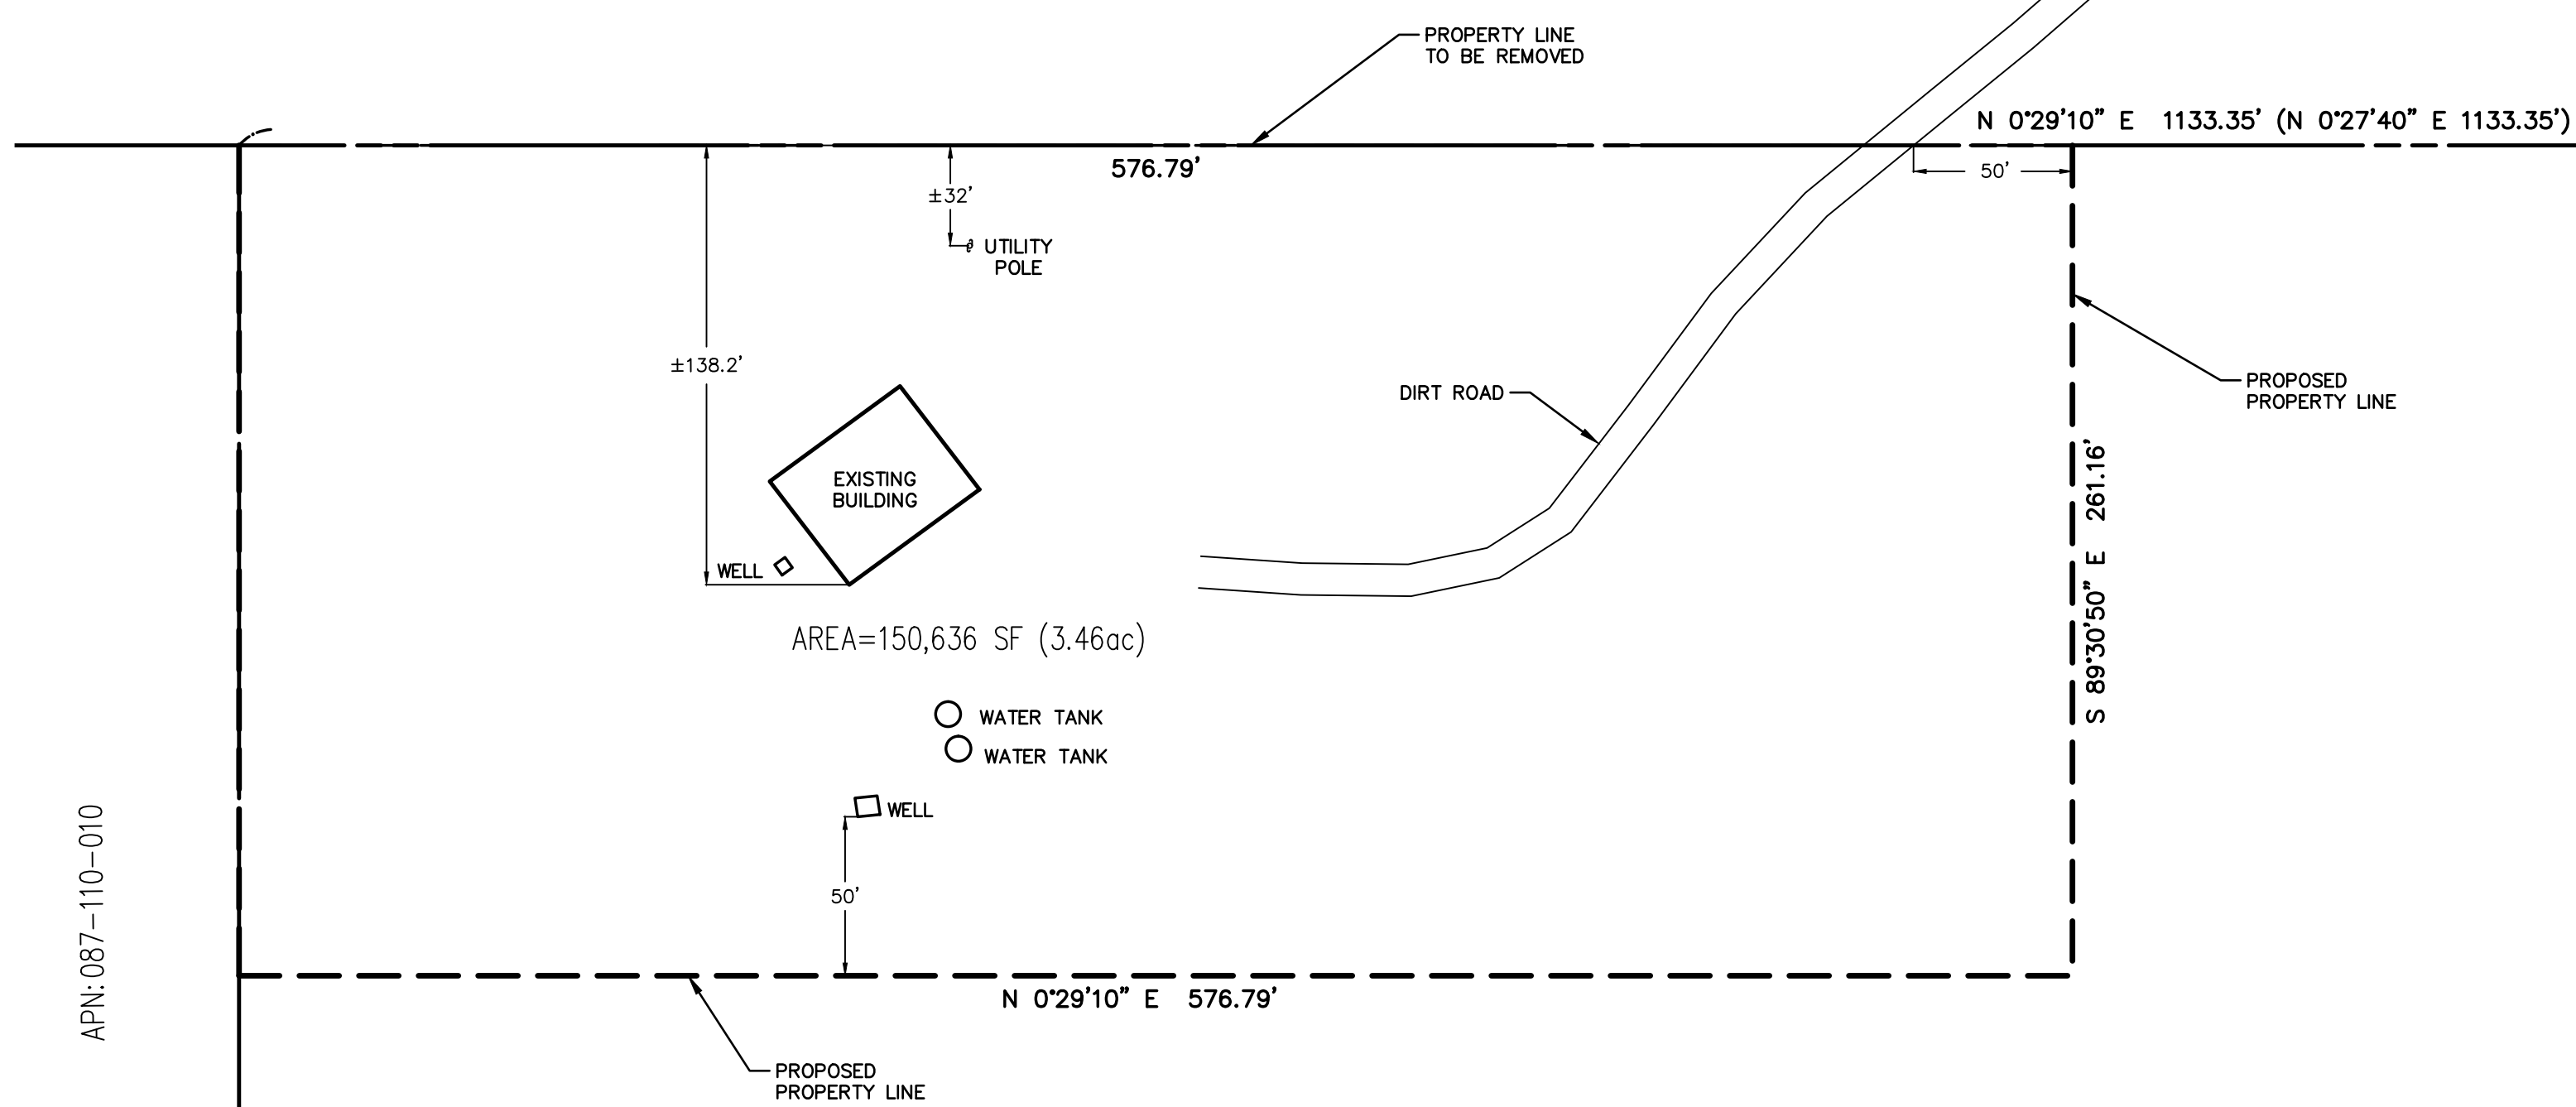 PROPERTY LINE
TO BE REMOVED
N 0°29'10" E 1133.35' (N 0°27'40" E 1133.35')
576.79'
50'
±32'
UTILITY
POLE
±138.2'
DIRT ROAD
PROPOSED
PROPERTY LINE
EXISTING
BUILDING
S 89°30'50" E 261.16'
WELL
AREA=150,636 SF (3.46ac)
WATER TANK
WATER TANK
WELL
APN: 087-110-010
50'
N 0°29'10" E 576.79'
PROPOSED
PROPERTY LINE